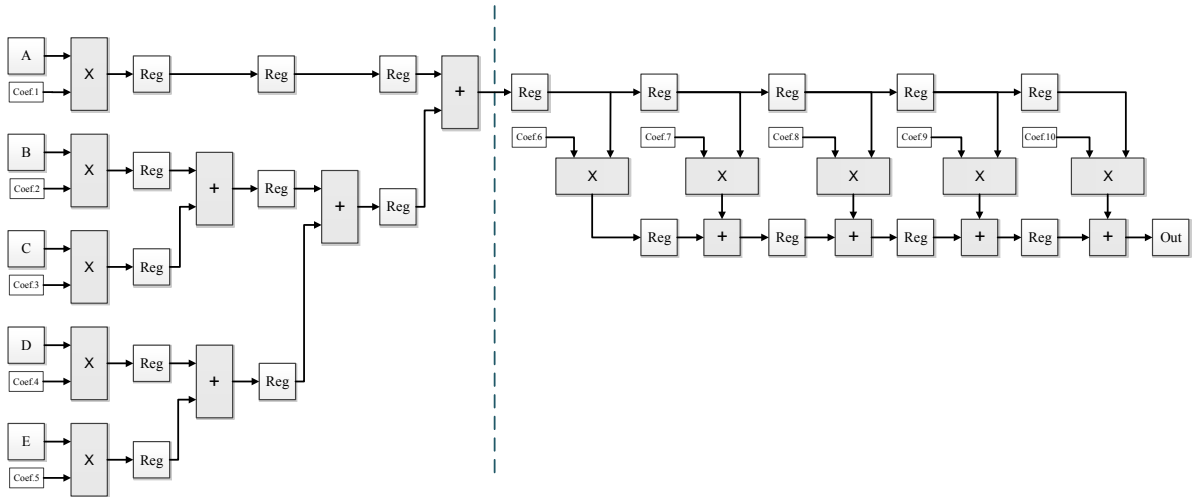 A
Coef.1
X
Reg
Reg
Reg
+
B
Coef.2
X
Reg
+
Reg
+
Reg
C
Coef.3
X
Reg
D
Coef.4
X
Reg
+
Reg
E
Coef.5
X
Reg
Reg
Reg
Reg
Reg
Reg
Coef.6
Coef.7
Coef.8
Coef.9
Coef.10
X
X
X
X
X
Reg
+
Reg
+
Reg
+
Reg
+
Out